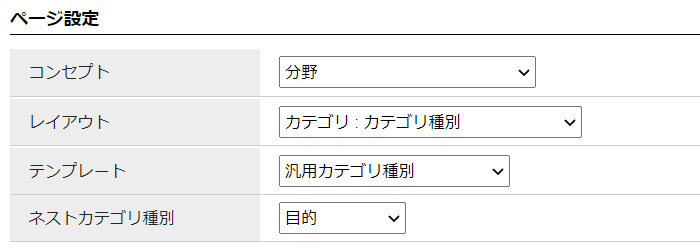 ページ設定
コンセプト 分野
レイアウト カテゴリ : カテゴリ種別
テンプレート 汎用カテゴリ種別
ネストカテゴリ種別 目的